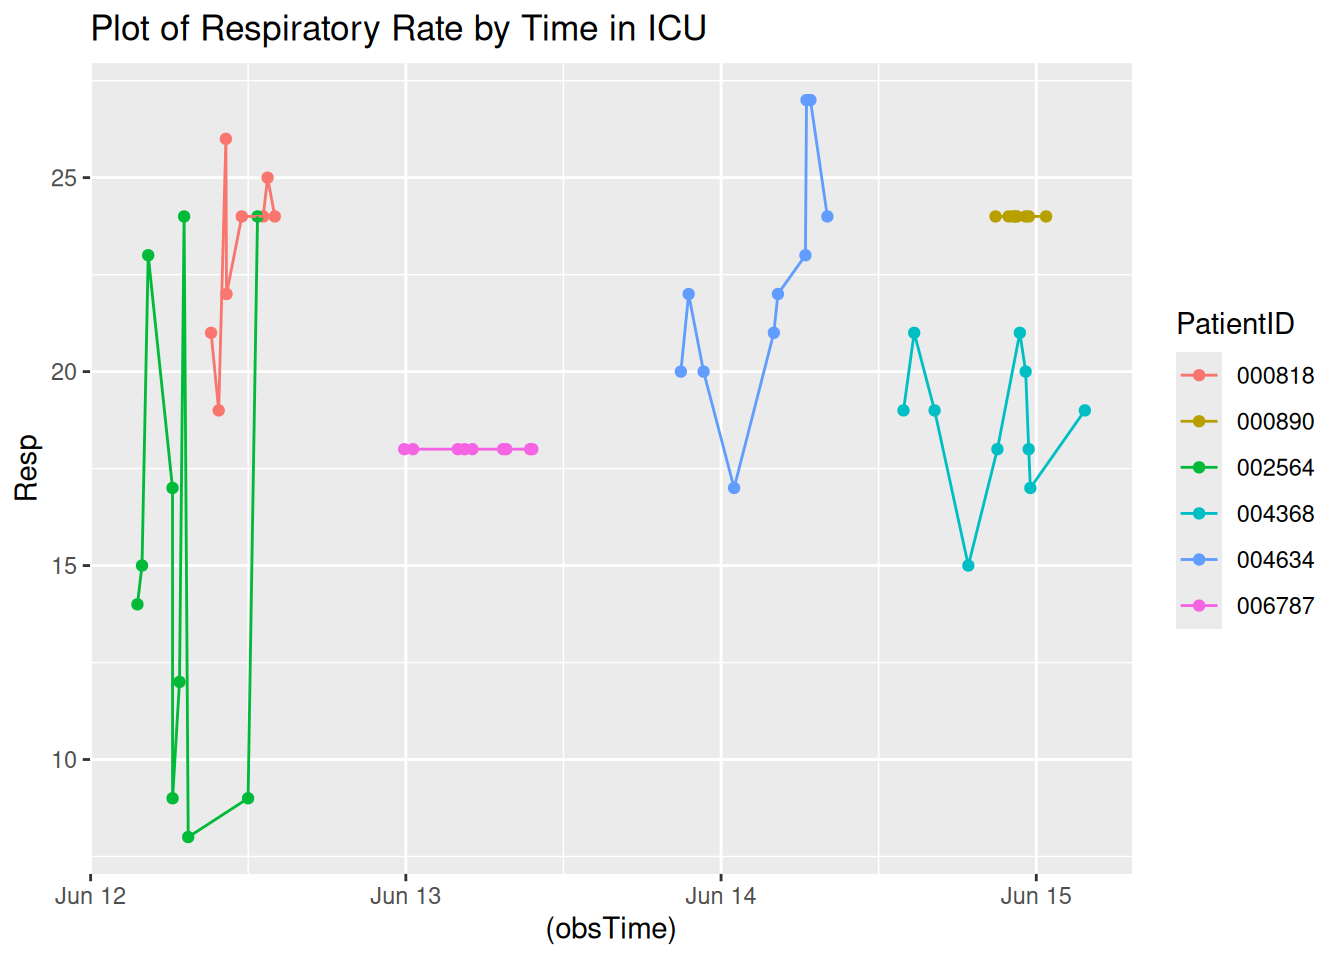 Plot of Respiratory Rate by Time in ICU
Resp
25
20
15
10
Jun 12 Jun 13 Jun 14 Jun 15
(obsTime)
PatientID
000818
000890
002564
004368
004634
006787